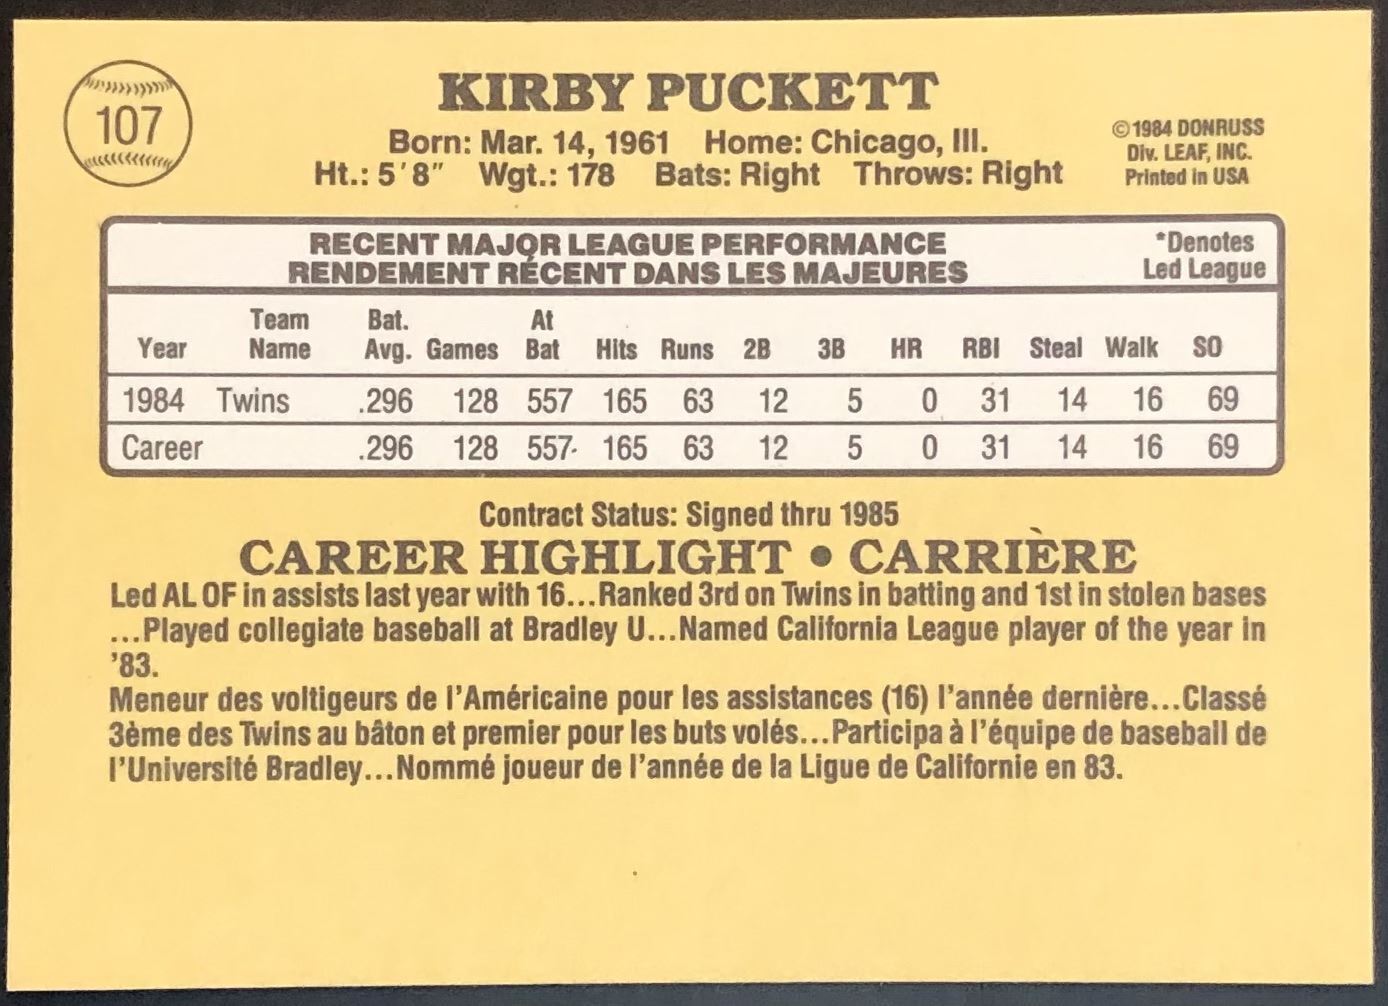 107
KIRBY PUCKETT
Born: Mar. 14, 1961 Home: Chicago, Ill.
Ht.: 5'8" Wgt.: 178 Bats: Right Throws: Right
©1984 DONRUSS
Div. LEAF, INC.
Printed in USA
RECENT MAJOR LEAGUE PERFORMANCE
RENDEMENT RÉCENT DANS LES MAJEURES
*Denotes
Led League
Year Team Name Bat. Avg. Games At Bat Hits Runs 2B 3B HR RBI Steal Walk SO
1984 Twins .296 128 557 165 63 12 5 0 31 14 16 69
Career .296 128 557 165 63 12 5 0 31 14 16 69
Contract Status: Signed thru 1985
CAREER HIGHLIGHT • CARRIÈRE
Led AL OF in assists last year with 16...Ranked 3rd on Twins in batting and 1st in stolen bases
...Played collegiate baseball at Bradley U...Named California League player of the year in
'83.
Meneur des voltigeurs de l'Américaine pour les assistances (16) l'année dernière...Classé
3ème des Twins au bâton et premier pour les buts volés...Participa à l'équipe de baseball de
l'Université Bradley...Nommé joueur de l'année de la Ligue de Californie en 83.